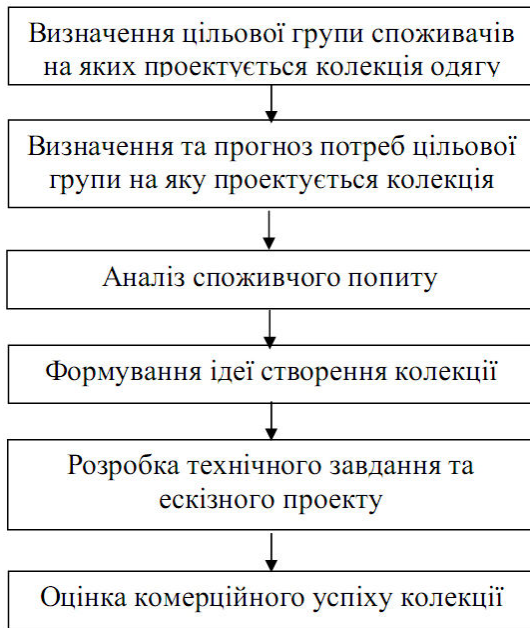 Визначення цільової групи споживачів
на яких проектується колекція одягу
Визначення та прогноз потреб цільової
групи на яку проектується колекція
Аналіз споживчого попиту
Формування ідеї створення колекції
Розробка технічного завдання та
ескізного проекту
Оцінка комерційного успіху колекції